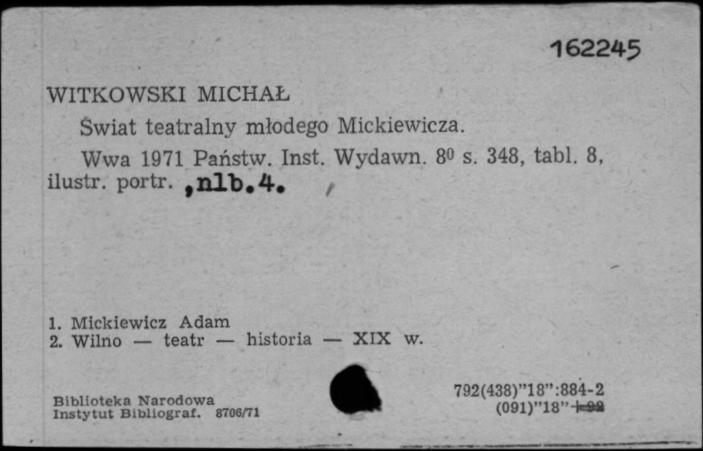 162245
WITKOWSKI MICHAŁ
Świat teatralny młodego Mickiewicza.
Wwa 1971 Państw. Inst. Wydawn. 8⁰ s. 348, tabl. 8,
ilustr. portr. ,nlb.4.
1. Mickiewicz Adam
2. Wilno — teatr — historia — XIX w.
792(438)"18":884-2
Biblioteka Narodowa
(091)"18"+92
Instytut Bibliograf. 8706/71